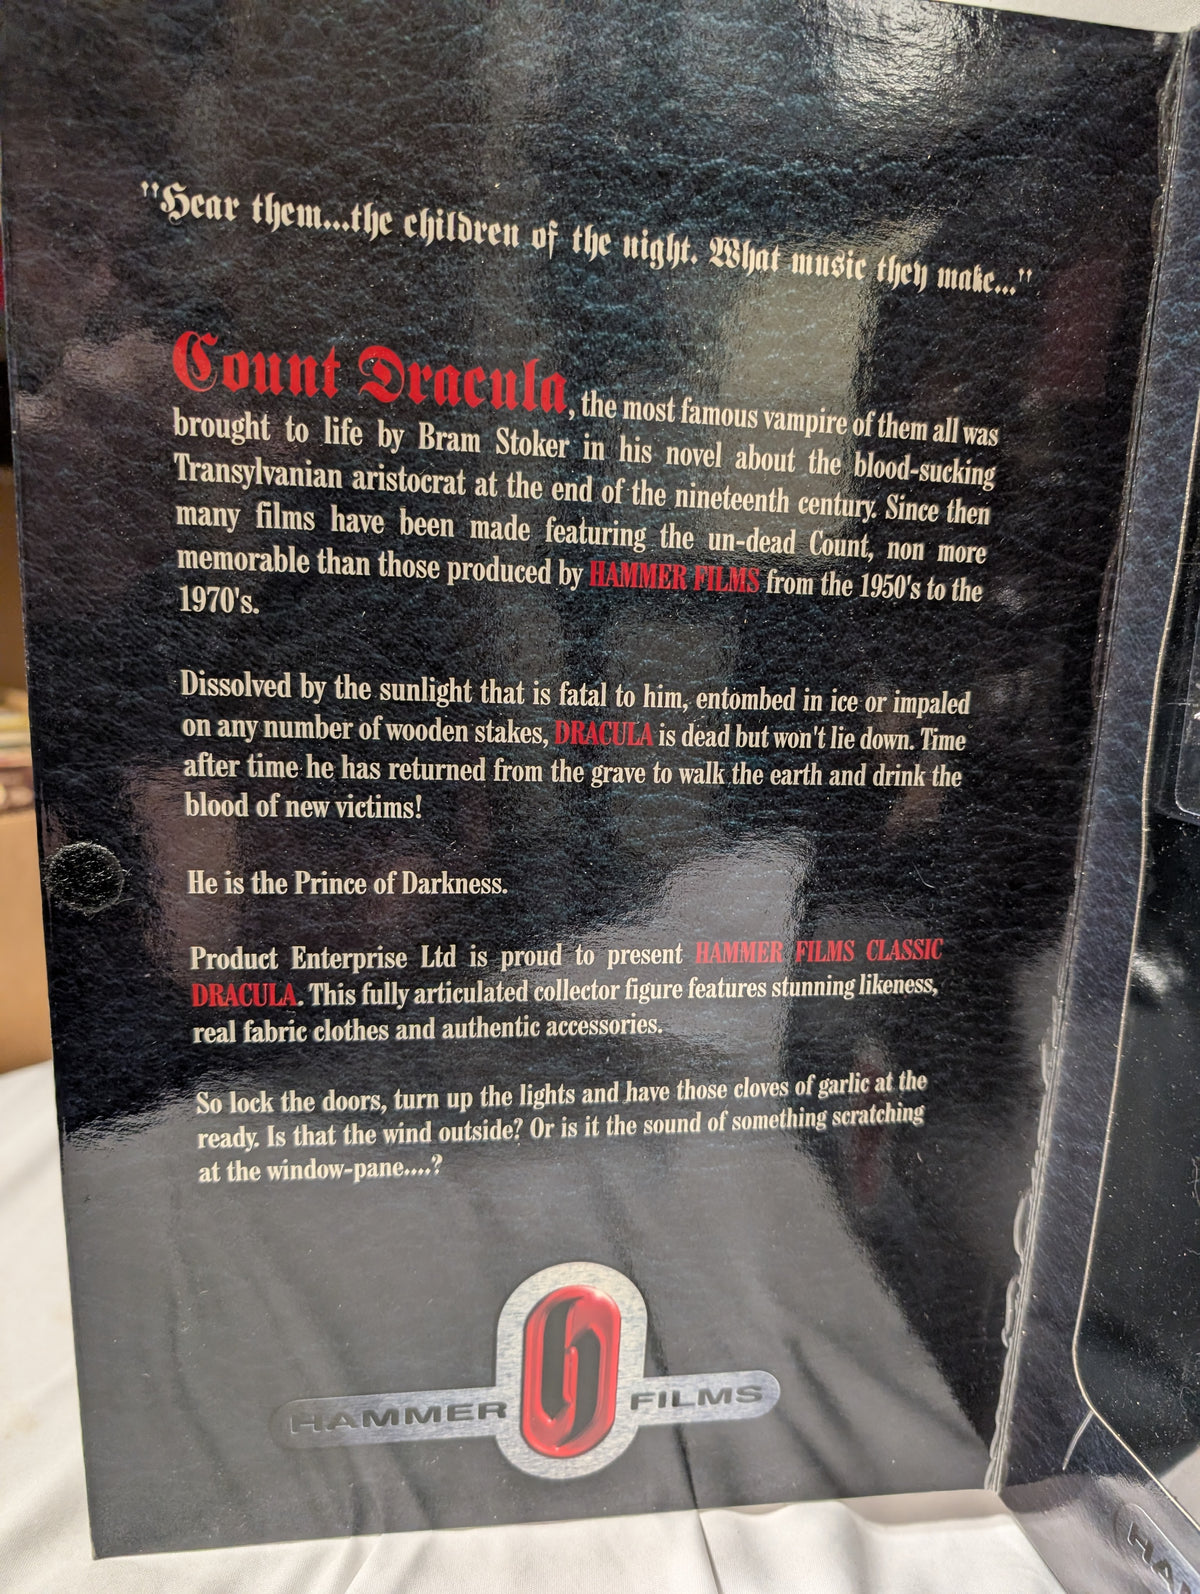 "Hear them...the children of the night. What music they make..."
Count Dracula, the most famous vampire of them all was
brought to life by Bram Stoker in his novel about the blood-sucking
Transylvanian aristocrat at the end of the nineteenth century. Since then
many films have been made featuring the un-dead Count, non more
memorable than those produced by HAMMER FILMS from the 1950's to the
1970's.
Dissolved by the sunlight that is fatal to him, entombed in ice or impaled
on any number of wooden stakes, DRACULA is dead but won't lie down. Time
after time he has returned from the grave to walk the earth and drink the
blood of new victims!
He is the Prince of Darkness.
Product Enterprise Ltd is proud to present HAMMER FILMS CLASSIC
DRACULA. This fully articulated collector figure features stunning likeness,
real fabric clothes and authentic accessories.
So lock the doors, turn up the lights and have those cloves of garlic at the
ready. Is that the wind outside? Or is it the sound of something scratching
at the window-pane....?
HAMMER FILMS